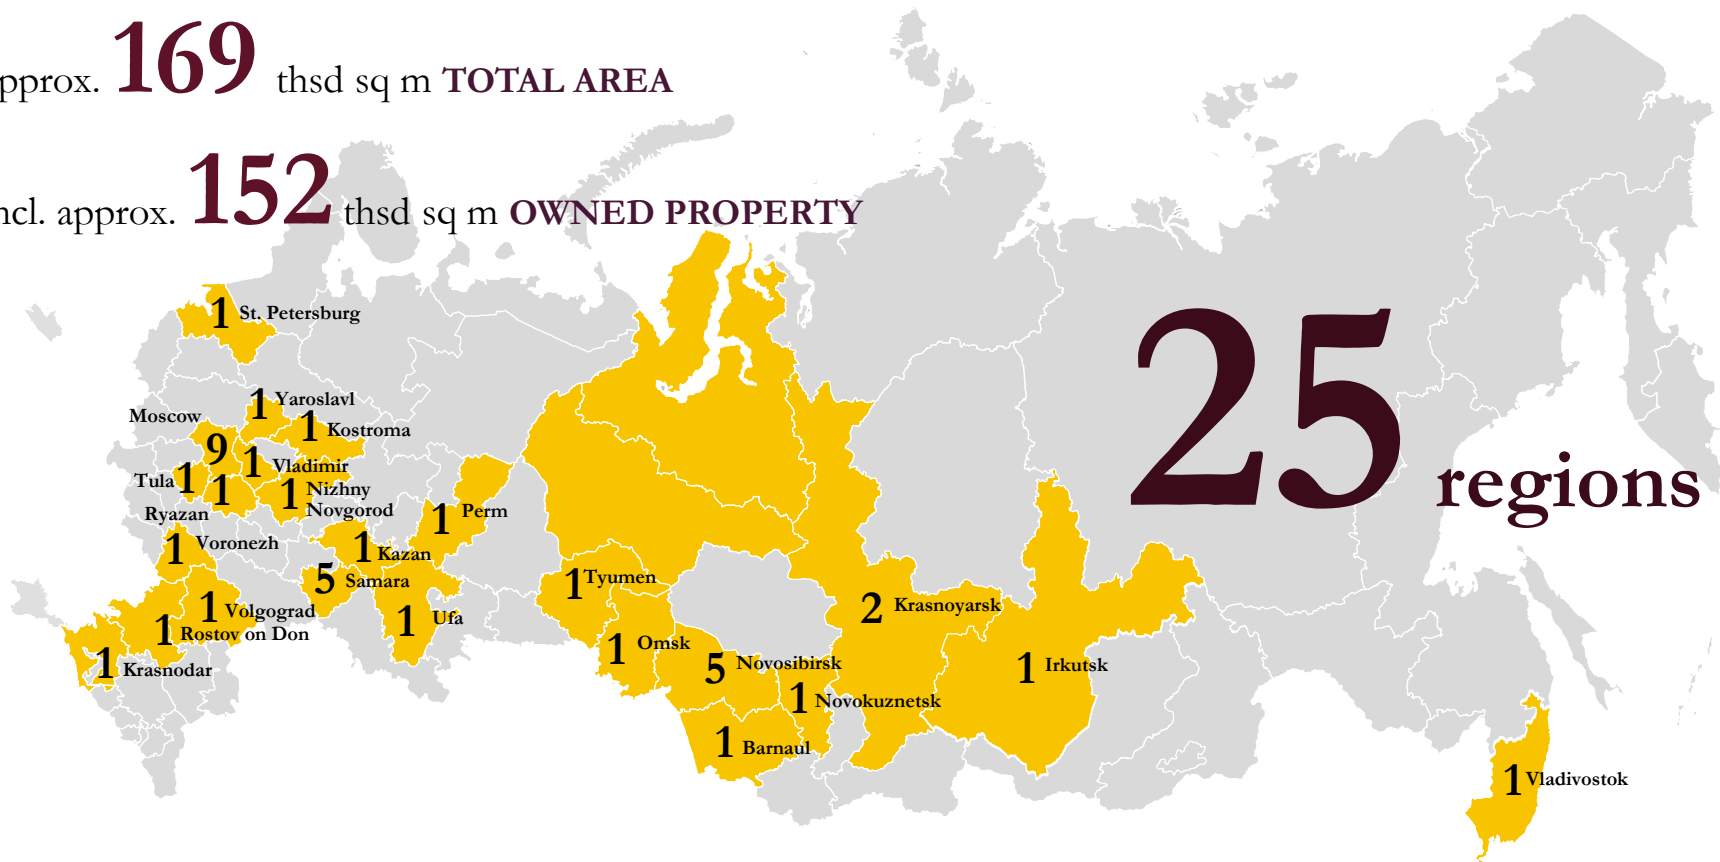 pprox. 169 thsd sq m TOTAL AREA
ncl. approx. 152 thsd sq m OWNED PROPERTY
25 regions
1 St. Petersburg
1 Yaroslavl
Moscow 9
1 Kostroma
1 Vladimir
Tula 1
Ryazan 1
1 Nizhny
Novgorod
1 Perm
1 Voronezh
1 Kazan
5 Samara
1 Ufa
1 Volgograd
1 Rostov on Don
1 Krasnodar
1 Tyumen
1 Omsk
5 Novosibirsk
1 Novokuznetsk
1 Barnaul
2 Krasnoyarsk
1 Irkutsk
1 Vladivostok